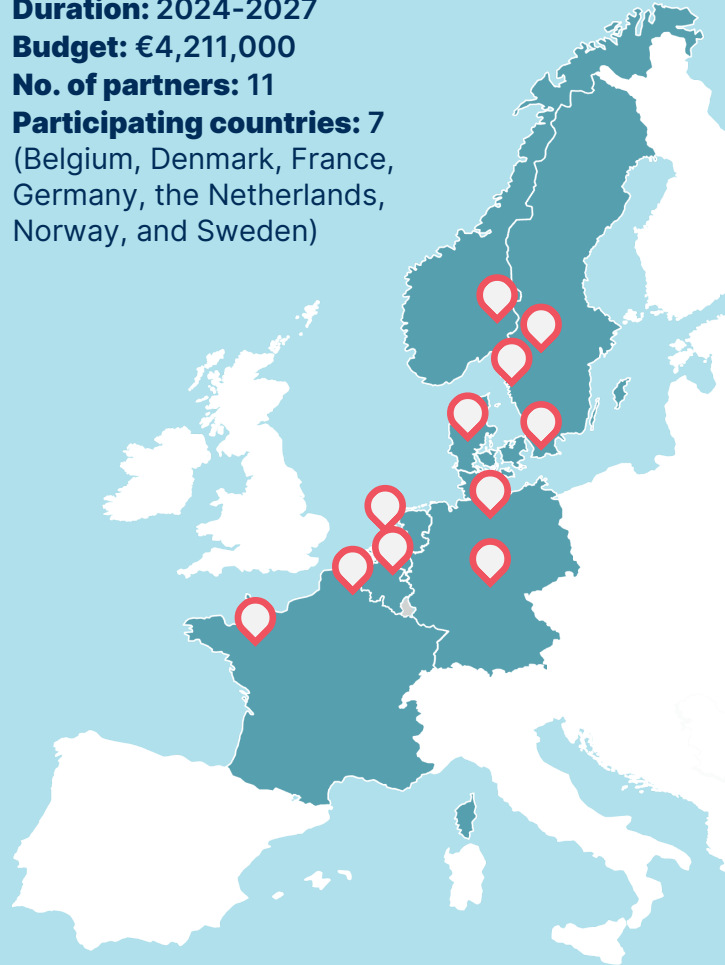 Duration: 2024-2027
Budget: €4,211,000
No. of partners: 11
Participating countries: 7
(Belgium, Denmark, France,
Germany, the Netherlands,
Norway, and Sweden)